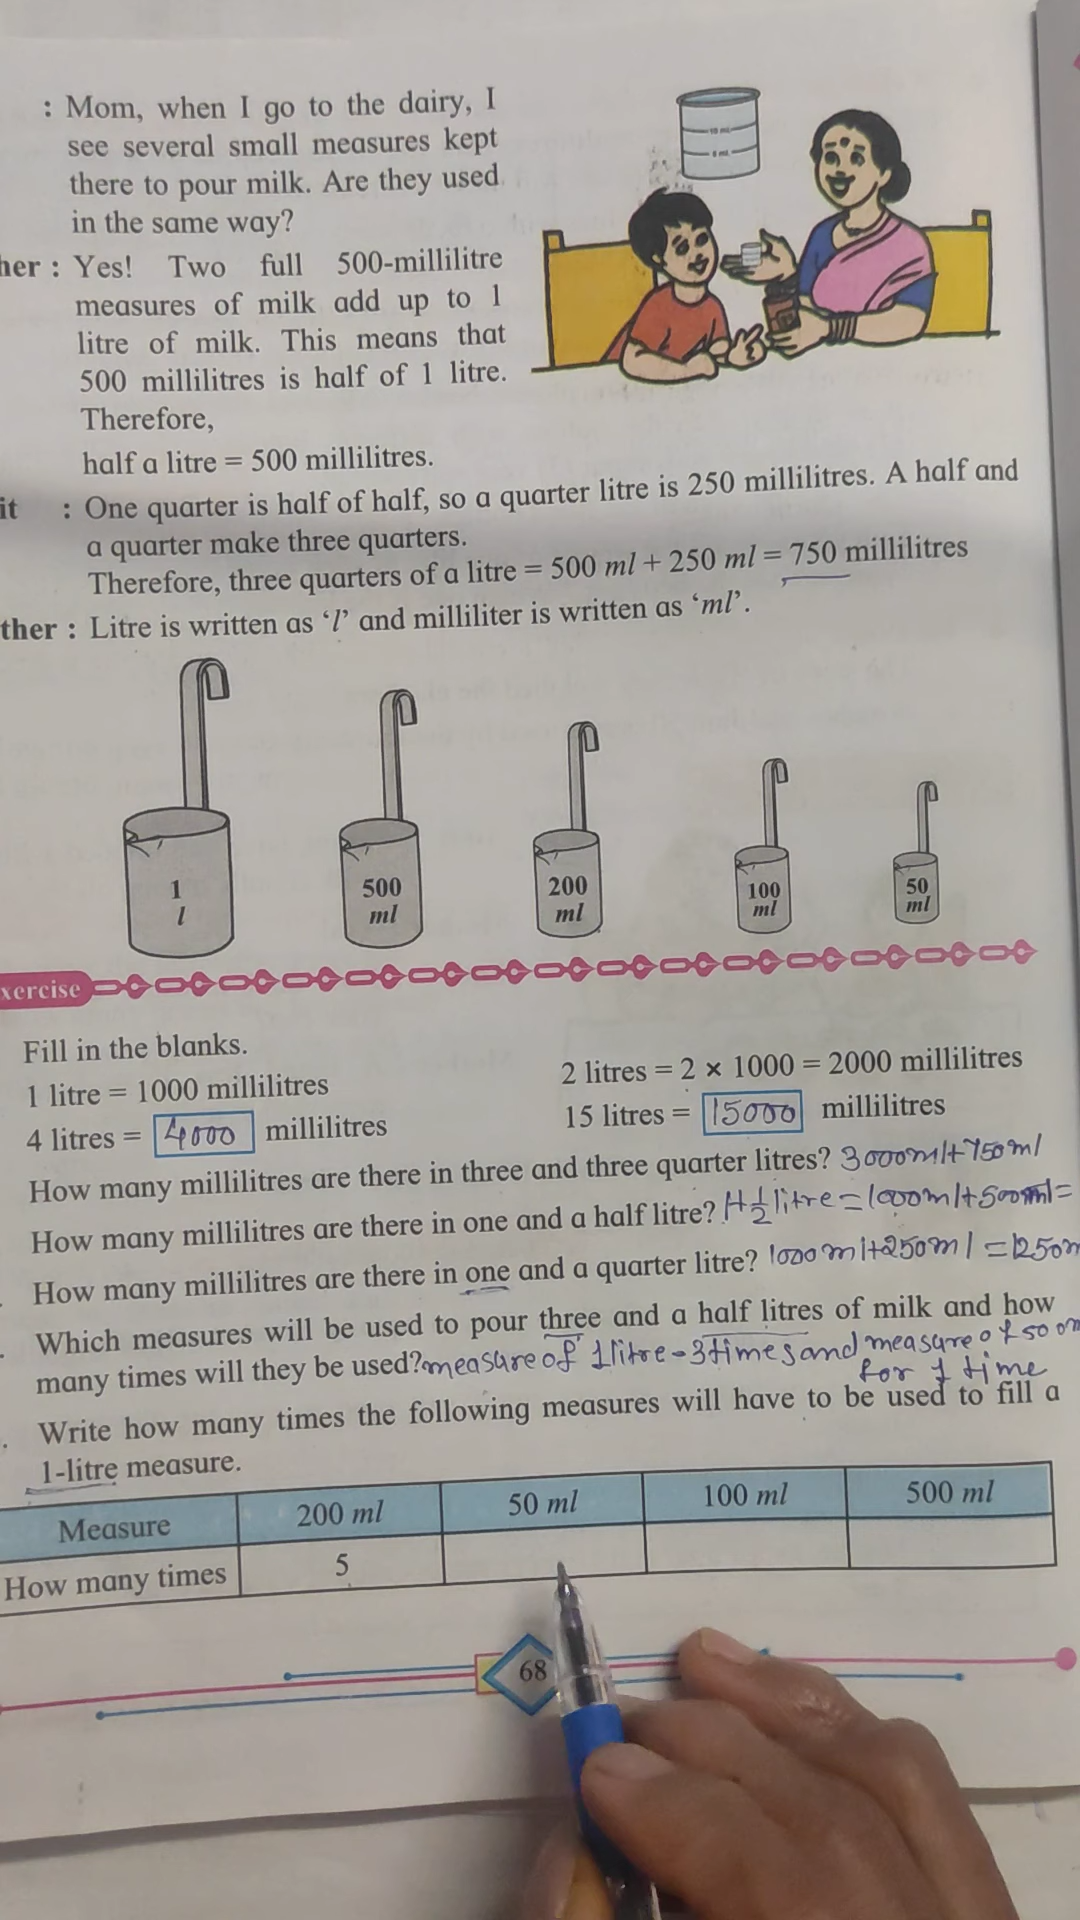 : Mom, when I go to the dairy, I
see several small measures kept
there to pour milk. Are they used
in the same way?
her : Yes! Two full 500-millilitre
measures of milk add up to 1
litre of milk. This means that
500 millilitres is half of 1 litre.
Therefore,
half a litre = 500 millilitres.
it : One quarter is half of half, so a quarter litre is 250 millilitres. A half and
a quarter make three quarters.
Therefore, three quarters of a litre = 500 ml + 250 ml = 750 millilitres
ther : Litre is written as ‘l’ and milliliter is written as ‘ml’.
1 l
500 ml
200 ml
100 ml
50 ml
xercise
Fill in the blanks.
1 litre = 1000 millilitres
2 litres = 2 × 1000 = 2000 millilitres
4 litres = 4000 millilitres
15 litres = 15000 millilitres
How many millilitres are there in three and three quarter litres? 3000ml+750ml
How many millilitres are there in one and a half litre? 1+1/2 litre = 1000ml+500ml =
How many millilitres are there in one and a quarter litre? 1000ml+250ml = 1250m
Which measures will be used to pour three and a half litres of milk and how
many times will they be used? measure of 1litre - 3times and measure of 500m
for 1 time
Write how many times the following measures will have to be used to fill a
1-litre measure.
Measure 200 ml 50 ml 100 ml 500 ml
How many times 5
68